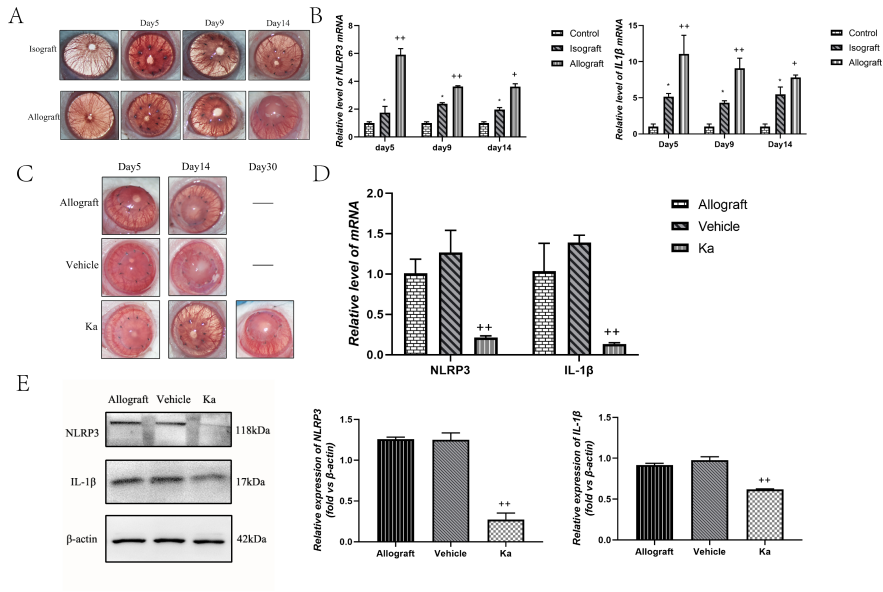 A
Day5
Day9
Day14
Isograft
Allograft
B
Relative level of NLRP3 mRNA
8
6
4
2
0
*
++
*
++
*
+
day5
day9
day14
Control
Isograft
Allograft
Relative level of IL1β mRNA
15
10
5
0
*
++
*
++
*
+
Day5
Day9
Day14
Control
Isograft
Allograft
C
Day5
Day14
Day30
Allograft
Vehicle
Ka
D
Relative level of mRNA
2.0
1.5
1.0
0.5
0.0
++
++
NLRP3
IL-1β
Allograft
Vehicle
Ka
E
Allograft Vehicle Ka
NLRP3 118kDa
IL-1β 17kDa
β-actin 42kDa
Relative expression of NLRP3
(fold vs β-actin)
1.5
1.0
0.5
0.0
++
Allograft
Vehicle
Ka
Relative expression of IL-1β
(fold vs β-actin)
1.5
1.0
0.5
0.0
++
Allograft
Vehicle
Ka